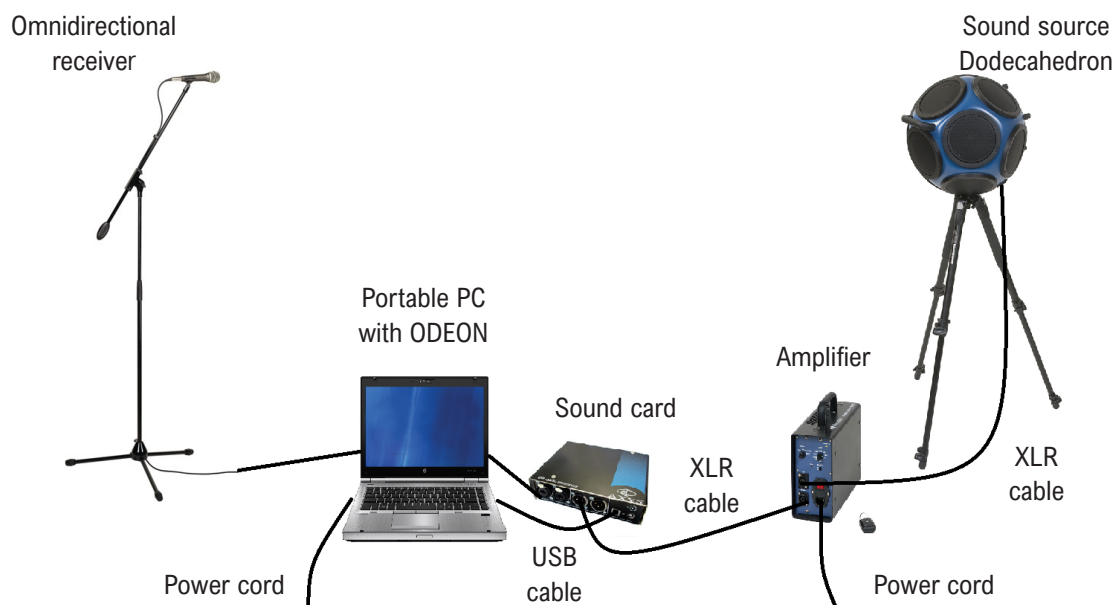 Omnidirectional
receiver
Sound source
Dodecahedron
Portable PC
with ODEON
Amplifier
Sound card
XLR
cable
XLR
cable
USB
cable
Power cord
Power cord